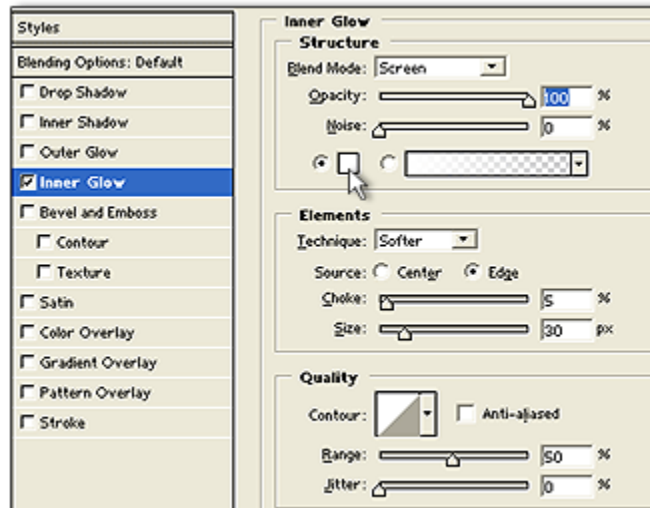 Styles
Blending Options: Default
Drop Shadow
Inner Shadow
Outer Glow
Inner Glow
Bevel and Emboss
Contour
Texture
Satin
Color Overlay
Gradient Overlay
Pattern Overlay
Stroke
Inner Glow
Structure
Blend Mode: Screen
Opacity: 100 %
Noise: 0 %
Elements
Technique: Softer
Source: Center Edge
Choke: 5 %
Size: 30 px
Quality
Contour: Anti-aliased
Range: 50 %
Jitter: 0 %